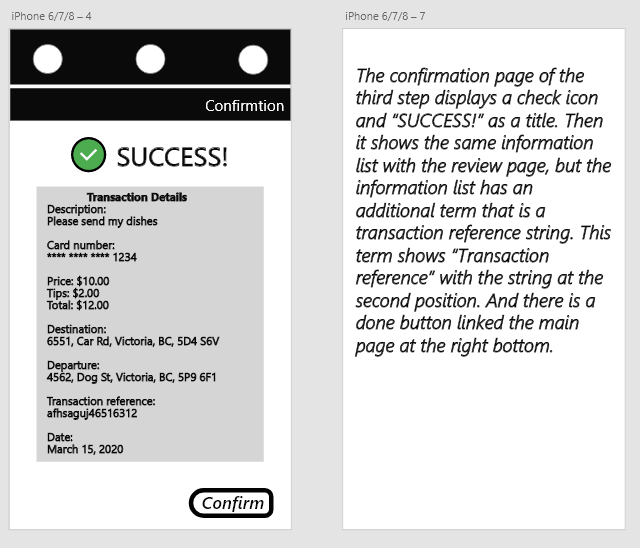 iPhone 6/7/8 – 4
Confirmtion
SUCCESS!
Transaction Details
Description:
Please send my dishes
Card number:
**** **** **** 1234
Price: $10.00
Tips: $2.00
Total: $12.00
Destination:
6551, Car Rd, Victoria, BC, 5D4 S6V
Departure:
4562, Dog St, Victoria, BC, 5P9 6F1
Transaction reference:
afhsaguj46516312
Date:
March 15, 2020
Confirm
iPhone 6/7/8 – 7
The confirmation page of the
third step displays a check icon
and “SUCCESS!” as a title. Then
it shows the same information
list with the review page, but the
information list has an
additional term that is a
transaction reference string. This
term shows “Transaction
reference” with the string at the
second position. And there is a
done button linked the main
page at the right bottom.